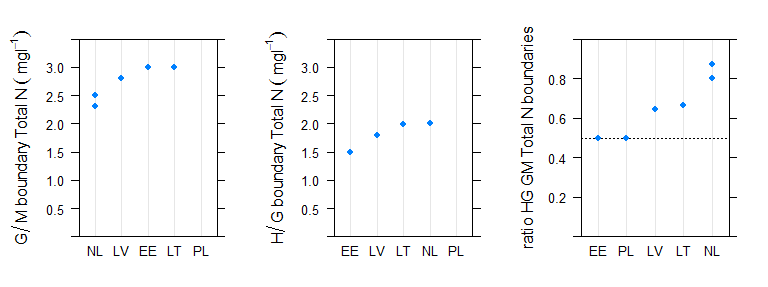 G/M boundary Total N (mgl⁻¹)
3.0
2.5
2.0
1.5
1.0
0.5
NL LV EE LT PL
H/G boundary Total N (mgl⁻¹)
3.0
2.5
2.0
1.5
1.0
0.5
EE LV LT NL PL
ratio HG GM Total N boundaries
0.8
0.6
0.4
0.2
EE PL LV LT NL